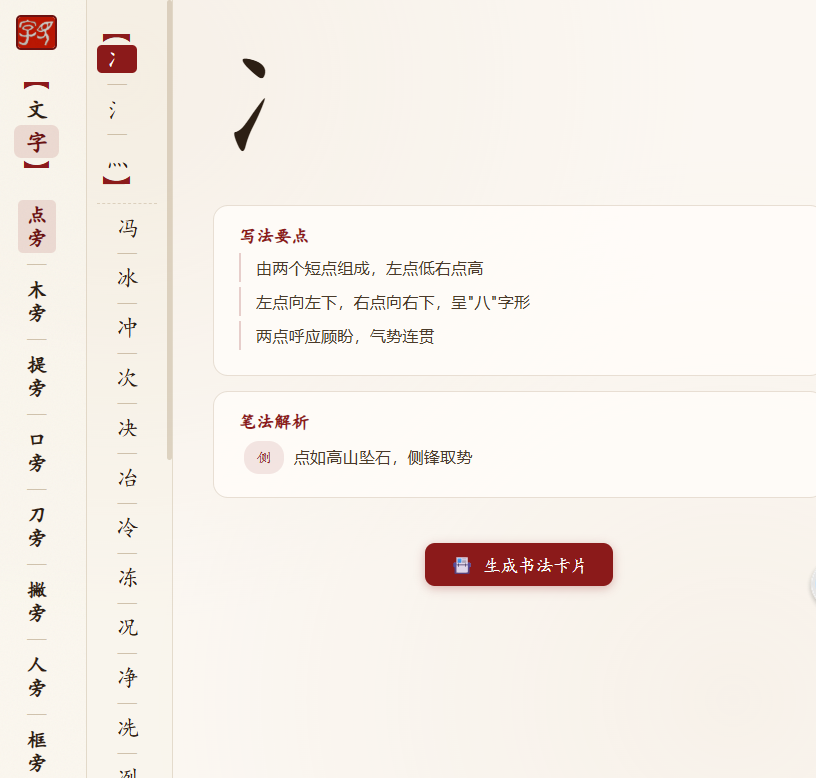 文
字
点旁
木旁
提旁
口旁
刀旁
撇旁
人旁
框旁
冫
氵
灬
冯
冰
冲
次
决
冶
冷
冻
况
净
冼
冽
冫
写法要点
由两个短点组成，左点低右点高
左点向左下，右点向右下，呈"八"字形
两点呼应顾盼，气势连贯
笔法解析
侧 点如高山坠石，侧锋取势
生成书法卡片